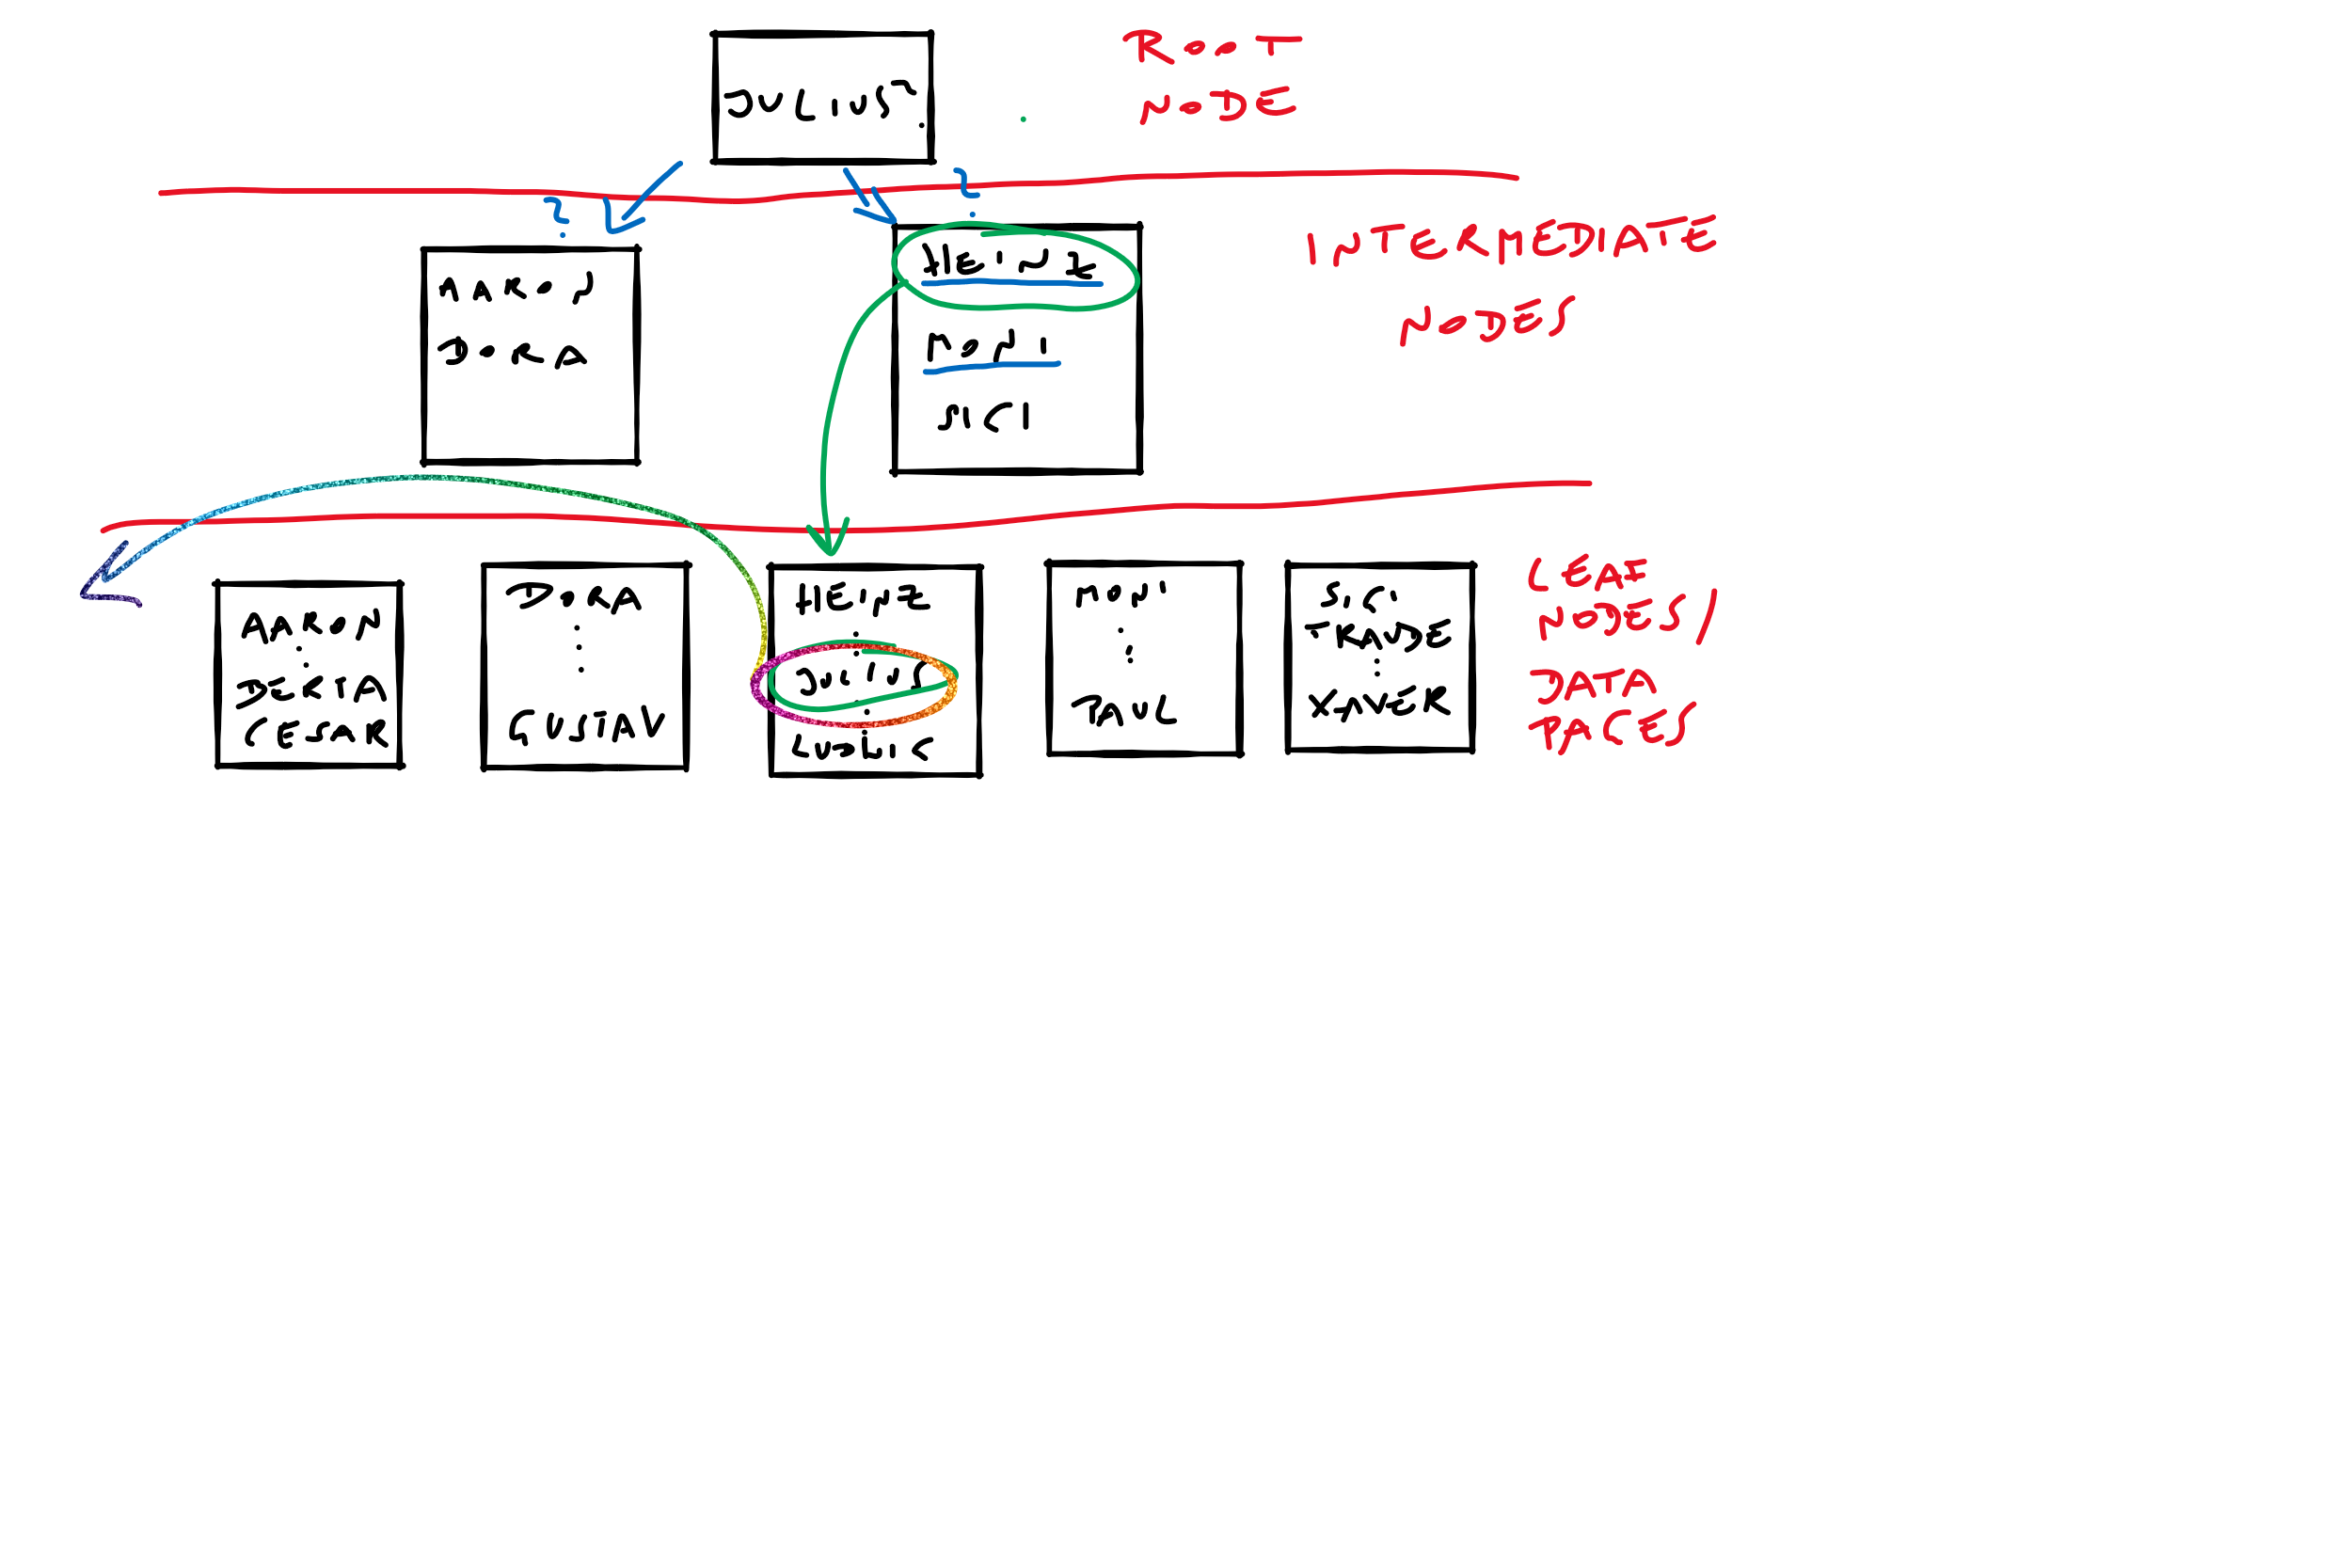 JULIUS
ROOT
NODE
?
?
AARON
DORA
HEINZ
MONI
SICI
INTERMEDIATE
NODES
AARON
BERTA
CESAR
DORA
GUSTAV
HEINZ
JULIUS
LUDWIG
MONI
PAUL
SICI
TRUDE
XAVER
LEAF
NODES/
DATA
PAGES